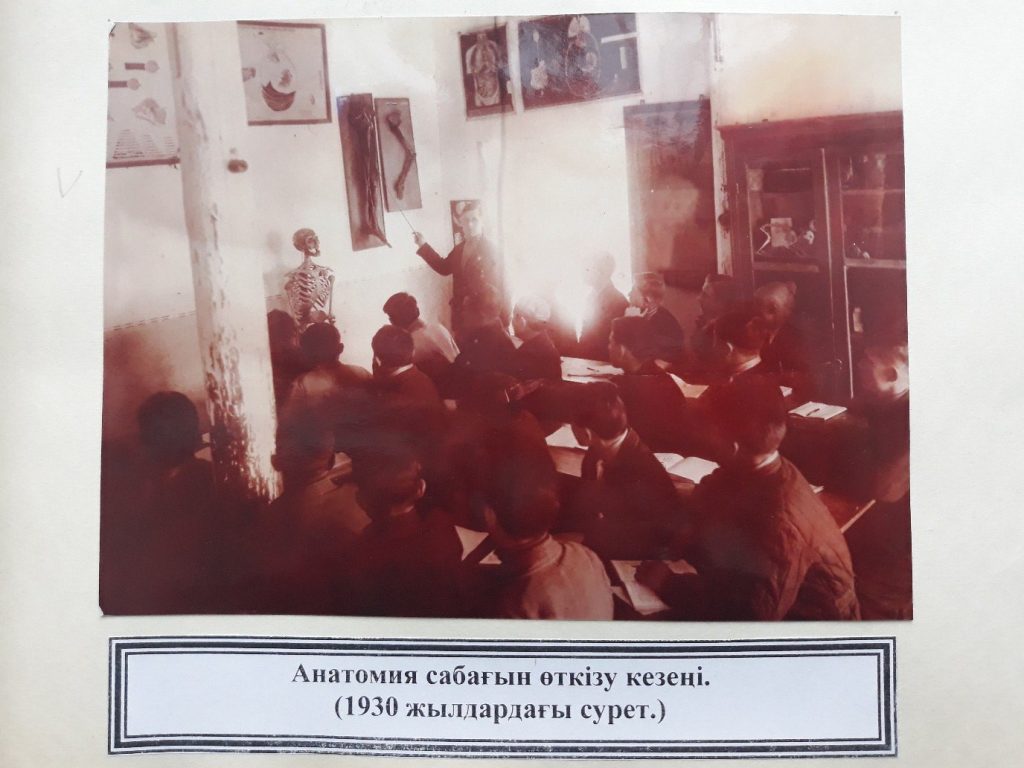 Анатомия сабағын өткізу кезеңі.
(1930 жылдардағы сурет.)